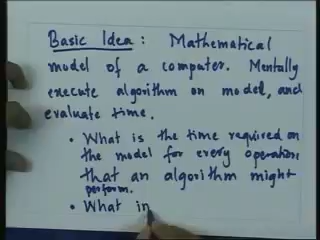 Basic Idea : Mathematical
model of a computer. Mentally
execute algorithm on model, and
evaluate time.
• What is the time required on
the model for every operation
that an algorithm might
perform.
• What in